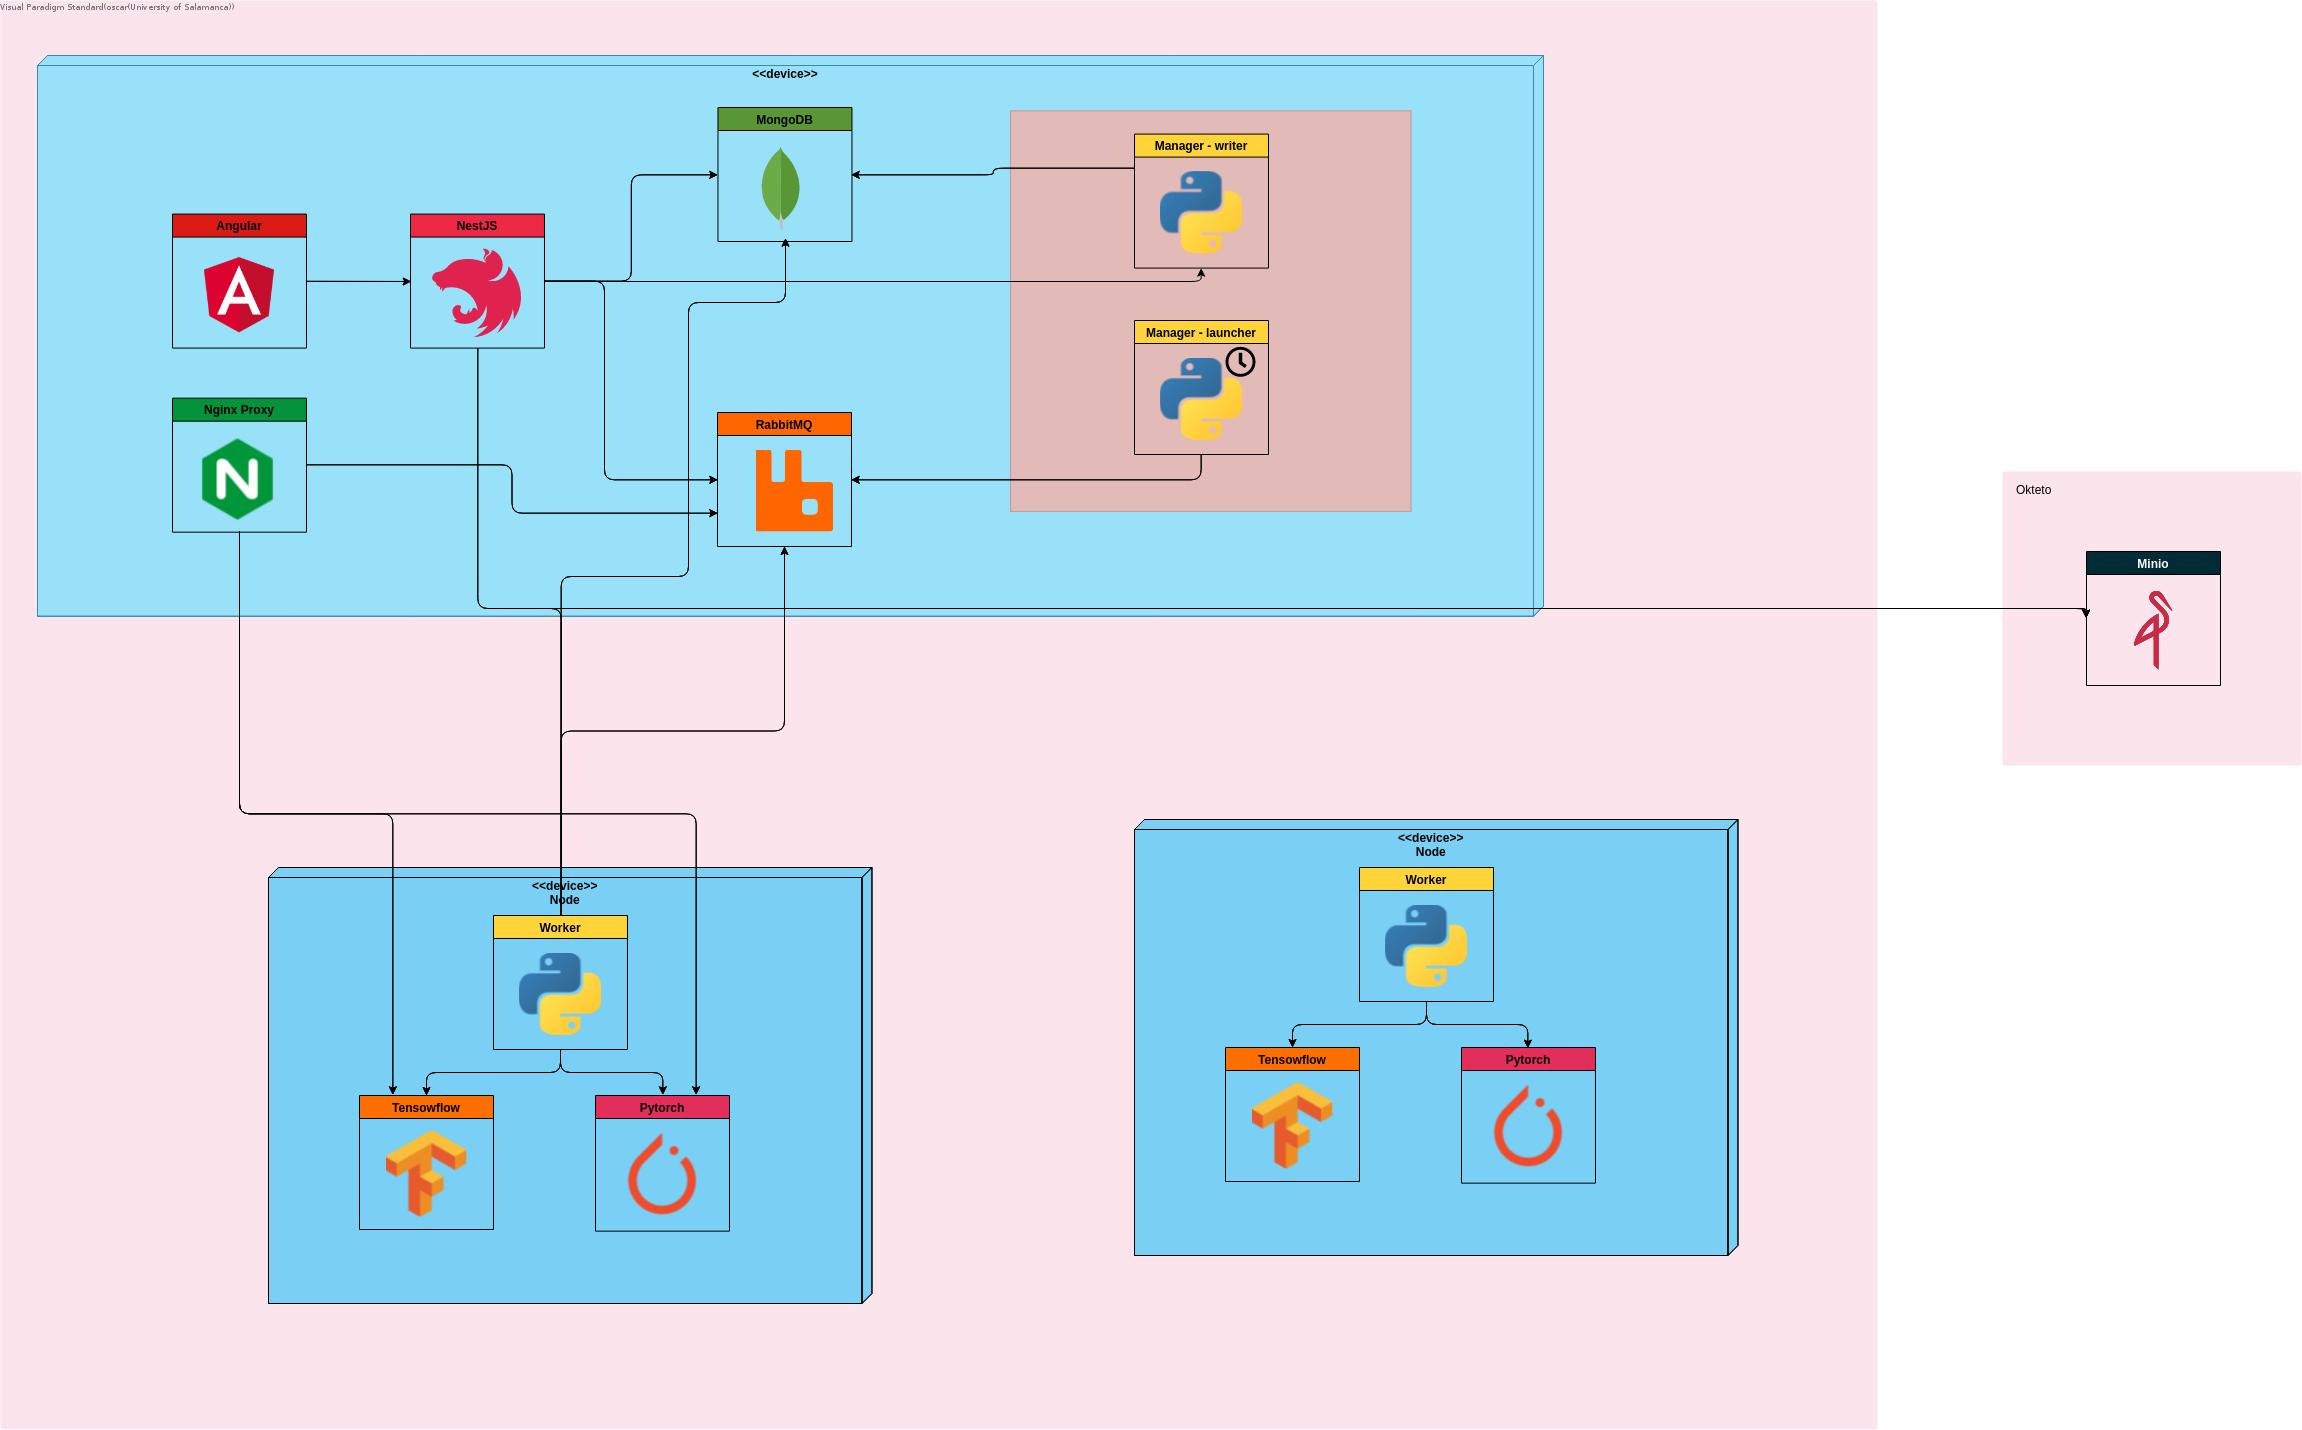 Visual Paradigm Standard(oscar(University of Salamanca))
<<device>>
MongoDB
Manager - writer
Angular
NestJS
Manager - launcher
Nginx Proxy
RabbitMQ
Okteto
Minio
<<device>>
Node
Worker
Tensowflow
Pytorch
<<device>>
Node
Worker
Tensowflow
Pytorch